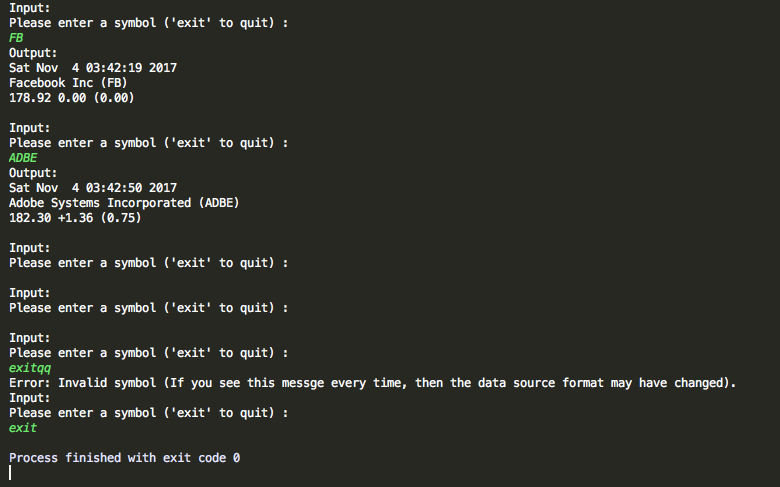 Input:
Please enter a symbol ('exit' to quit) :
FB
Output:
Sat Nov  4 03:42:19 2017
Facebook Inc (FB)
178.92 0.00 (0.00)
Input:
Please enter a symbol ('exit' to quit) :
ADBE
Output:
Sat Nov  4 03:42:50 2017
Adobe Systems Incorporated (ADBE)
182.30 +1.36 (0.75)
Input:
Please enter a symbol ('exit' to quit) :
Input:
Please enter a symbol ('exit' to quit) :
Input:
Please enter a symbol ('exit' to quit) :
exitqq
Error: Invalid symbol (If you see this messge every time, then the data source format may have changed).
Input:
Please enter a symbol ('exit' to quit) :
exit
Process finished with exit code 0